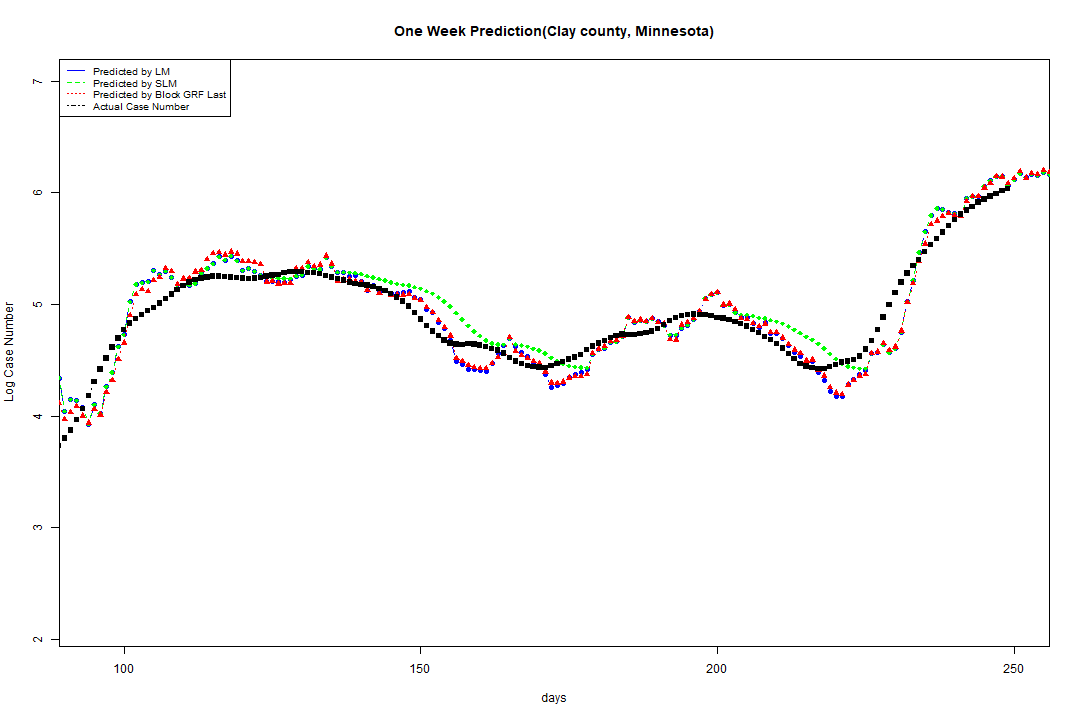 One Week Prediction(Clay county, Minnesota)
Predicted by LM
Predicted by SLM
Predicted by Block GRF Last
Actual Case Number
7
6
5
4
3
2
Log Case Number
100 150 200 250
days